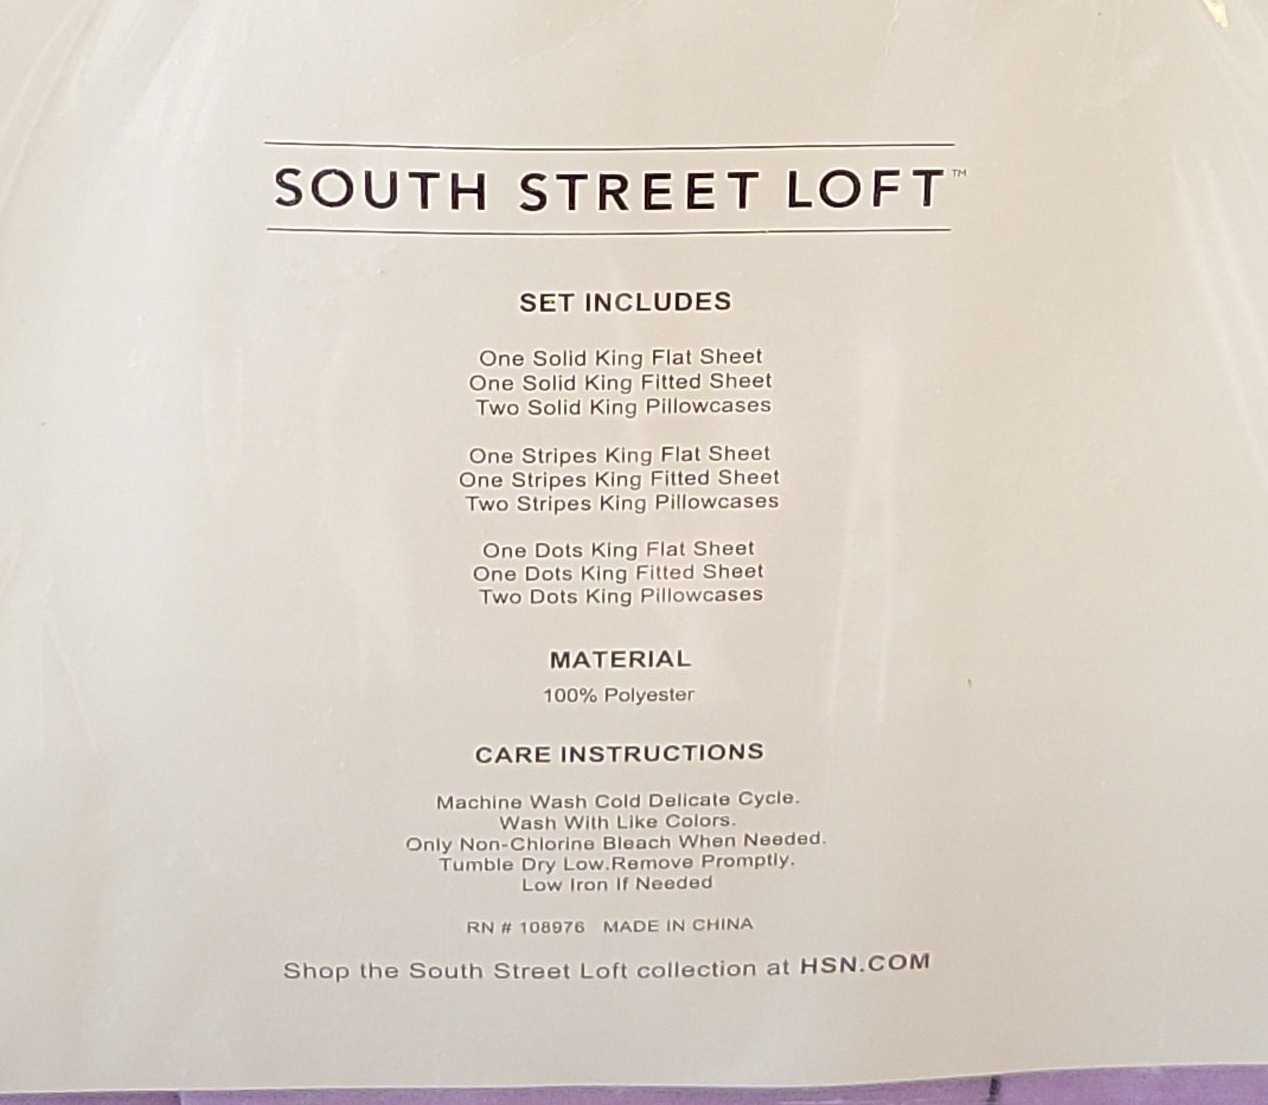 SOUTH STREET LOFT™
SET INCLUDES
One Solid King Flat Sheet
One Solid King Fitted Sheet
Two Solid King Pillowcases
One Stripes King Flat Sheet
One Stripes King Fitted Sheet
Two Stripes King Pillowcases
One Dots King Flat Sheet
One Dots King Fitted Sheet
Two Dots King Pillowcases
MATERIAL
100% Polyester
CARE INSTRUCTIONS
Machine Wash Cold Delicate Cycle.
Wash With Like Colors.
Only Non-Chlorine Bleach When Needed.
Tumble Dry Low.Remove Promptly.
Low Iron If Needed
RN # 108976 MADE IN CHINA
Shop the South Street Loft collection at HSN.COM